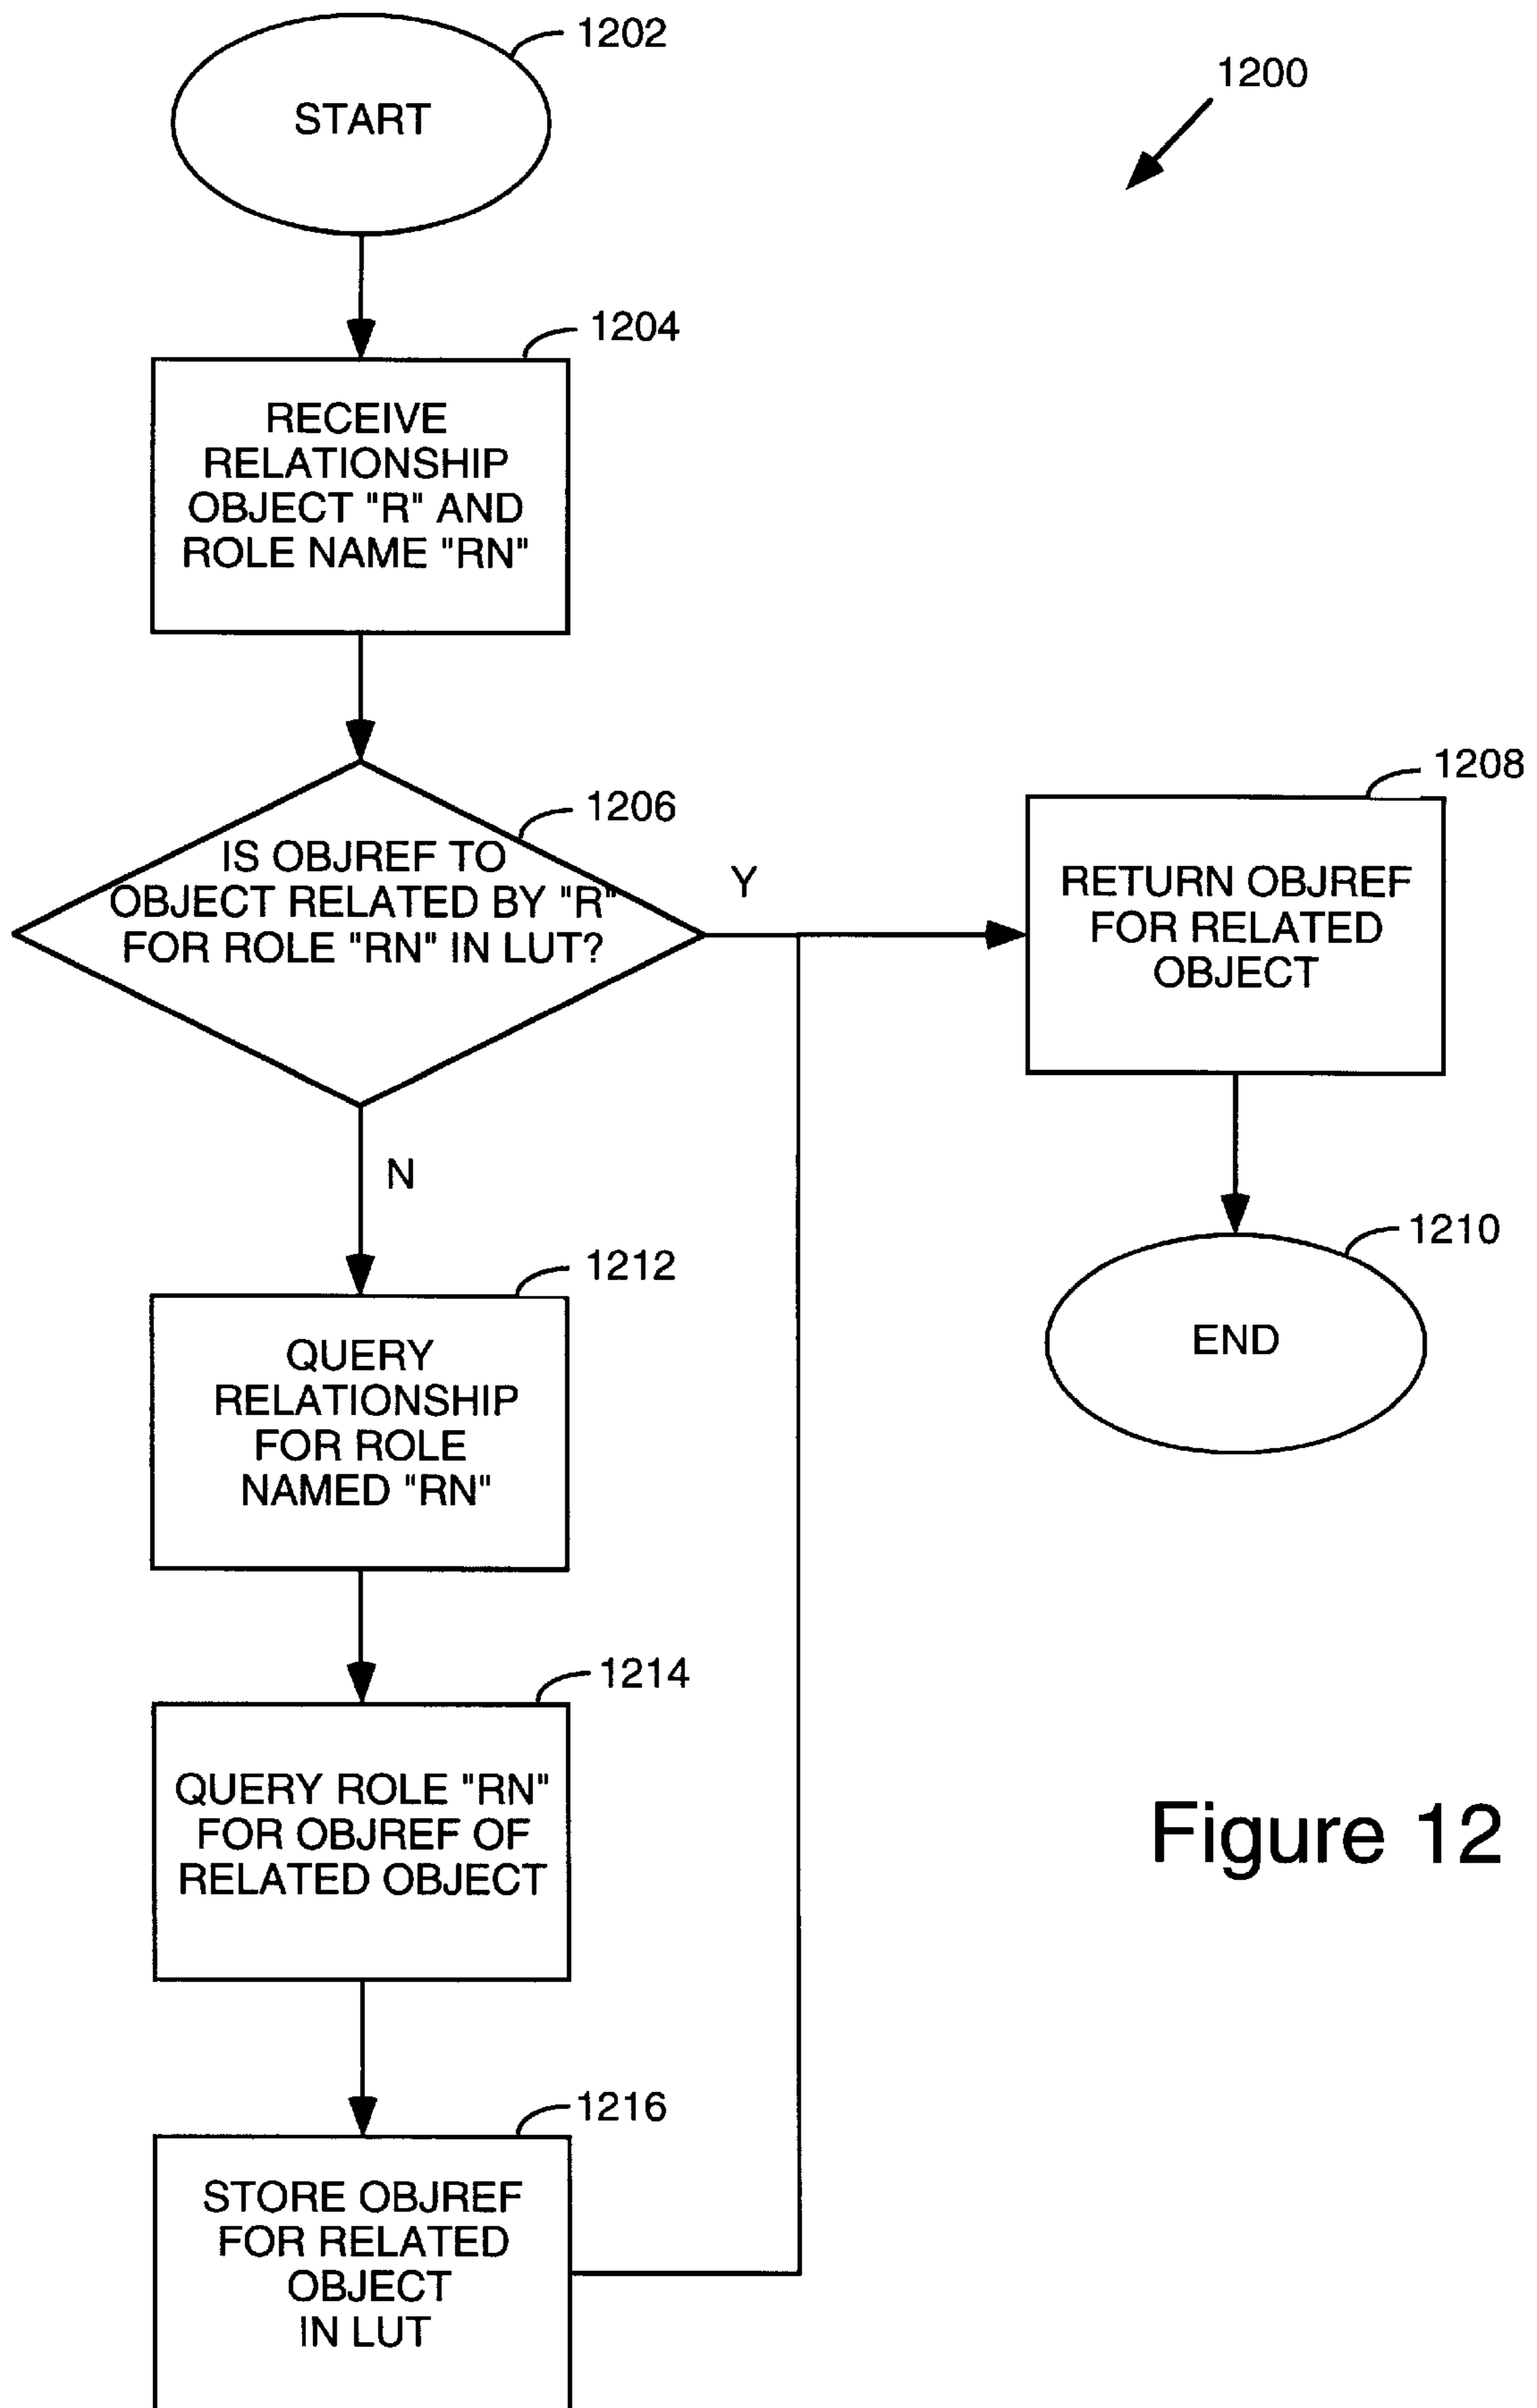 1202
START
1200
1204
RECEIVE
RELATIONSHIP
OBJECT "R" AND
ROLE NAME "RN"
1206
IS OBJREF TO
OBJECT RELATED BY "R"
FOR ROLE "RN" IN LUT?
Y
1208
RETURN OBJREF
FOR RELATED
OBJECT
N
1210
END
1212
QUERY
RELATIONSHIP
FOR ROLE
NAMED "RN"
1214
QUERY ROLE "RN"
FOR OBJREF OF
RELATED OBJECT
Figure 12
1216
STORE OBJREF
FOR RELATED
OBJECT
IN LUT